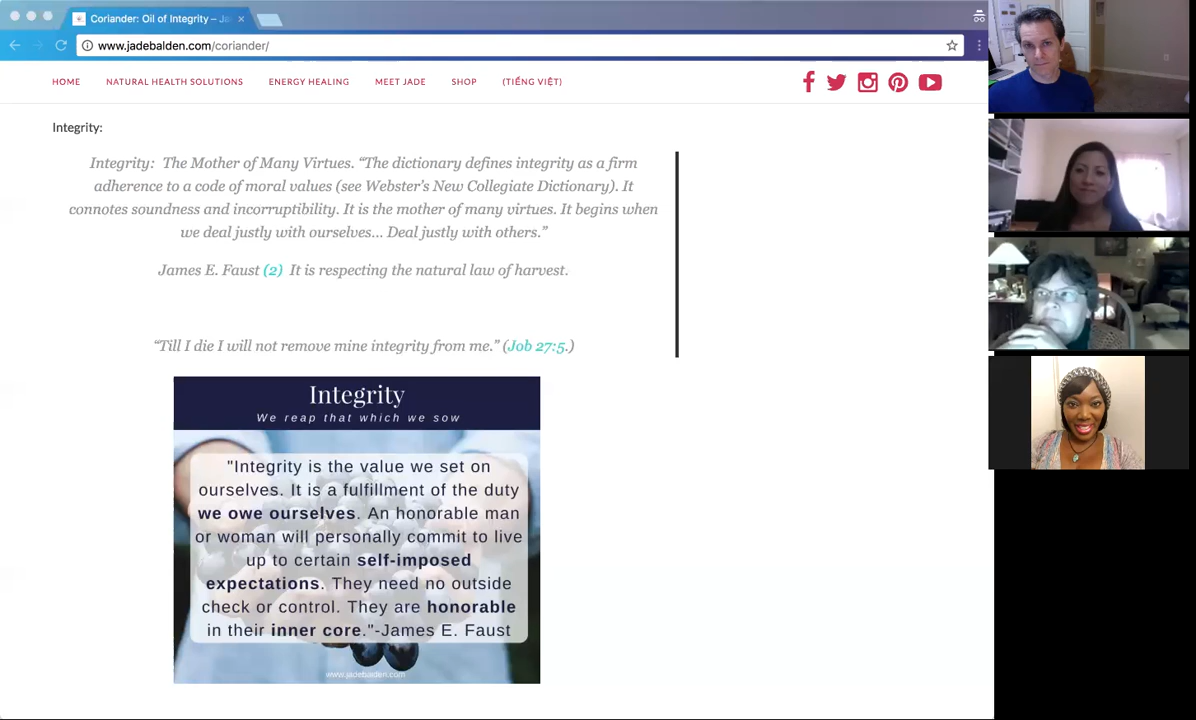 Coriander: Oil of Integrity – Ja
www.jadebalden.com/coriander/
HOME NATURAL HEALTH SOLUTIONS ENERGY HEALING MEET JADE SHOP (TIẾNG VIỆT)
Integrity:
Integrity:  The Mother of Many Virtues. “The dictionary defines integrity as a firm
adherence to a code of moral values (see Webster’s New Collegiate Dictionary). It
connotes soundness and incorruptibility. It is the mother of many virtues. It begins when
we deal justly with ourselves... Deal justly with others.”
James E. Faust (2)  It is respecting the natural law of harvest.
“Till I die I will not remove mine integrity from me.” (Job 27:5.)
Integrity
We reap that which we sow
"Integrity is the value we set on
ourselves. It is a fulfillment of the duty
we owe ourselves. An honorable man
or woman will personally commit to live
up to certain self-imposed
expectations. They need no outside
check or control. They are honorable
in their inner core."-James E. Faust
www.jadebalden.com